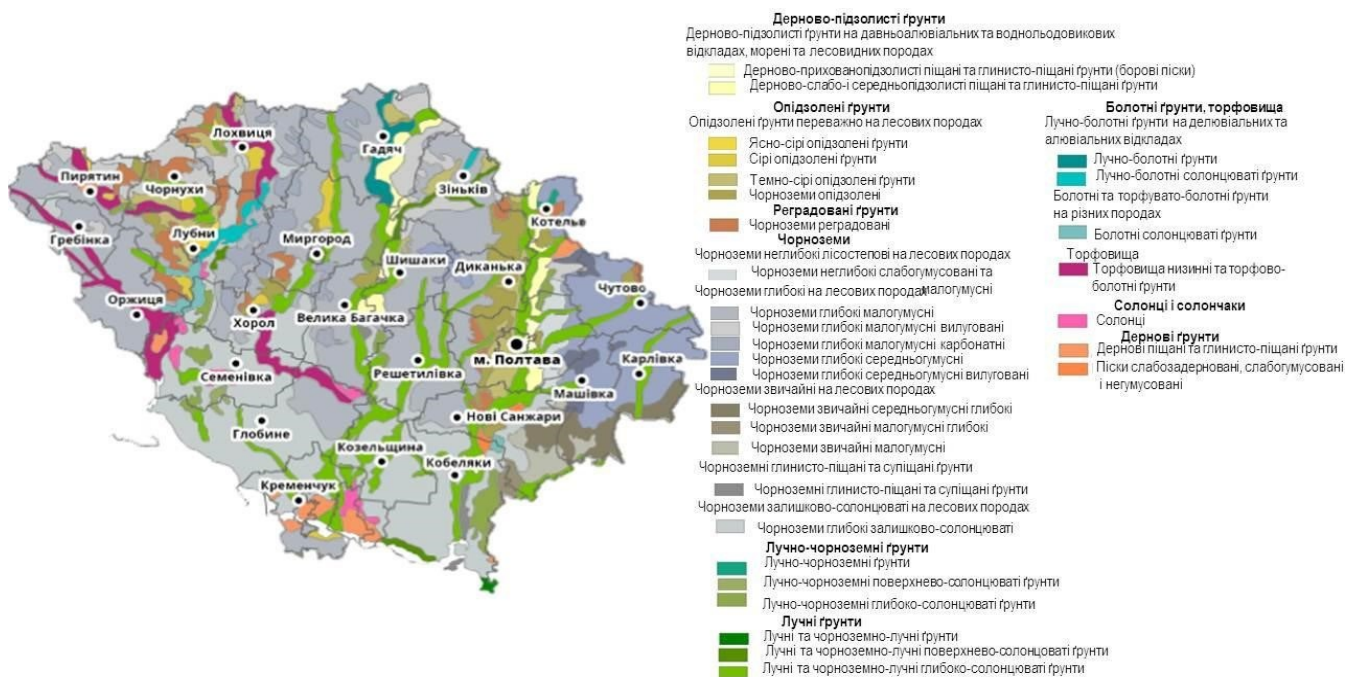 Лохвиця
Гадяч
Пирятин
Чорнухи
Зіньків
Котельв
Гребінка
Лубни
Миргород
Шишаки
Диканька
Оржиця
Хорол
Велика Багачка
Чутово
м. Полтава
Карлівка
Семенівка
Решетилівка
Машівка
Нові Санжари
Глобине
Козельщина
Кобеляки
Кременчук
Дерново-підзолисті ґрунти
Дерново-підзолисті ґрунти на давньоалювіальних та воднольодовикових
відкладах, морені та лесовидних породах
Дерново-прихованопідзолисті піщані та глинисто-піщані ґрунти (борові піски)
Дерново-слабо-і середньопідзолисті піщані та глинисто-піщані ґрунти
Опідзолені ґрунти
Опідзолені ґрунти переважно на лесових породах
Ясно-сірі опідзолені ґрунти
Сірі опідзолені ґрунти
Темно-сірі опідзолені ґрунти
Чорноземи опідзолені
Реградовані ґрунти
Чорноземи реградовані
Чорноземи
Чорноземи неглибокі лісостепові на лесових породах
Чорноземи неглибокі слабогумусовані та
малогумусні
Чорноземи глибокі на лесових породах
Чорноземи глибокі малогумусні
Чорноземи глибокі малогумусні вилуговані
Чорноземи глибокі малогумусні карбонатні
Чорноземи глибокі середньогумусні
Чорноземи глибокі середньогумусні вилуговані
Чорноземи звичайні на лесових породах
Чорноземи звичайні середньогумусні глибокі
Чорноземи звичайні малогумусні глибокі
Чорноземи звичайні малогумусні
Чорноземні глинисто-піщані та супіщані ґрунти
Чорноземні глинисто-піщані та супіщані ґрунти
Чорноземи залишково-солонцюваті на лесових породах
Чорноземи глибокі залишково-солонцюваті
Лучно-чорноземні ґрунти
Лучно-чорноземні ґрунти
Лучно-чорноземні поверхнево-солонцюваті ґрунти
Лучно-чорноземні глибоко-солонцюваті ґрунти
Лучні ґрунти
Лучні та чорноземно-лучні ґрунти
Лучні та чорноземно-лучні поверхнево-солонцоваті ґрунти
Лучні та чорноземно-лучні глибоко-солонцюваті ґрунти
Болотні ґрунти, торфовища
Лучно-болотні ґрунти на делювіальних та
алювіальних відкладах
Лучно-болотні ґрунти
Лучно-болотні солонцюваті ґрунти
Болотні та торфувато-болотні ґрунти
на різних породах
Болотні солонцюваті ґрунти
Торфовища
Торфовища низинні та торфово-
болотні ґрунти
Солонці і солончаки
Солонці
Дернові ґрунти
Дернові піщані та глинисто-піщані ґрунти
Піски слабозадерновані, слабогумусовані
і негумусовані